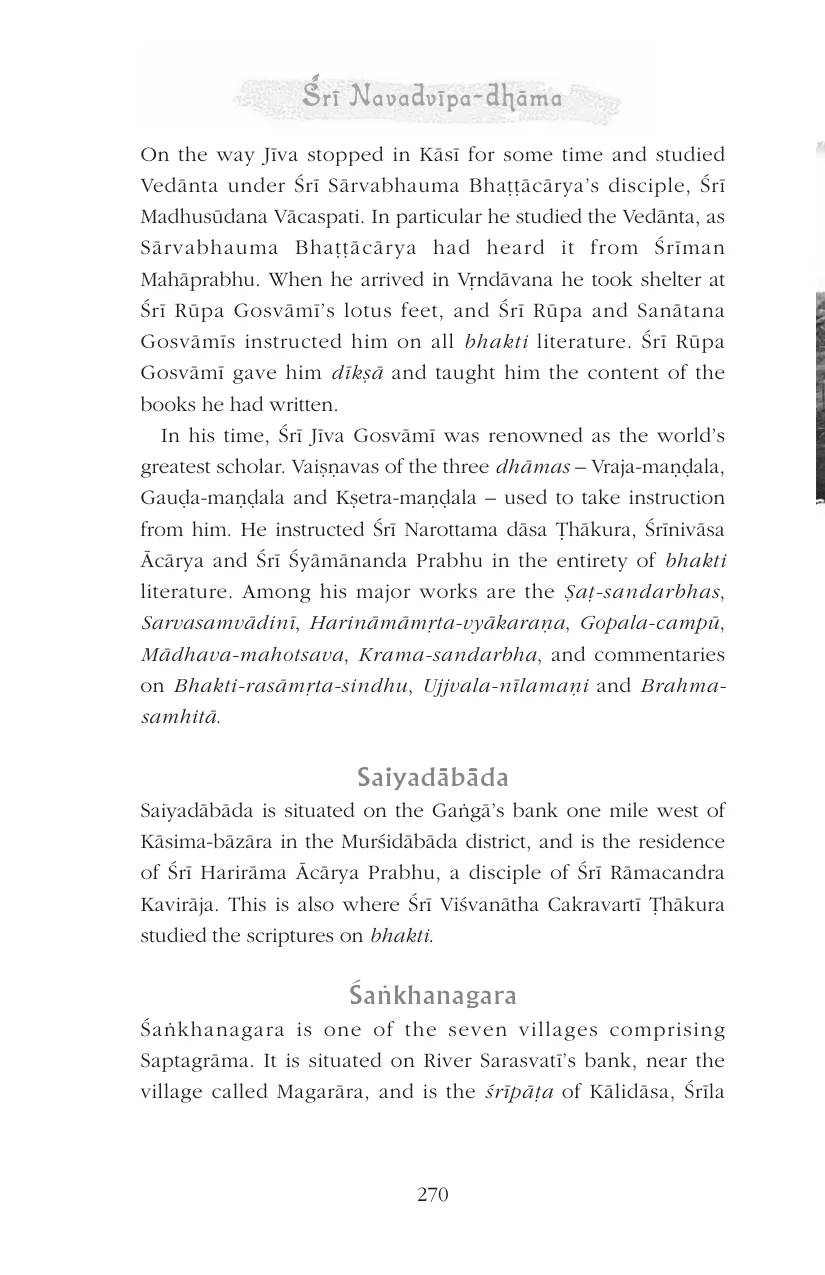 Śrī Navadvīpa-dhāma
On the way Jīva stopped in Kāsī for some time and studied
Vedānta under Śrī Sārvabhauma Bhaṭṭācārya’s disciple, Śrī
Madhusūdana Vācaspati. In particular he studied the Vedānta, as
Sārvabhauma Bhaṭṭācārya had heard it from Śrīman
Mahāprabhu. When he arrived in Vṛndāvana he took shelter at
Śrī Rūpa Gosvāmī’s lotus feet, and Śrī Rūpa and Sanātana
Gosvāmīs instructed him on all bhakti literature. Śrī Rūpa
Gosvāmī gave him dīkṣā and taught him the content of the
books he had written.
In his time, Śrī Jīva Gosvāmī was renowned as the world’s
greatest scholar. Vaiṣṇavas of the three dhāmas – Vraja-maṇḍala,
Gauḍa-maṇḍala and Kṣetra-maṇḍala – used to take instruction
from him. He instructed Śrī Narottama dāsa Ṭhākura, Śrīnivāsa
Ācārya and Śrī Śyāmānanda Prabhu in the entirety of bhakti
literature. Among his major works are the Ṣaṭ-sandarbhas,
Sarvasamvādinī, Harināmāmṛta-vyākaraṇa, Gopala-campū,
Mādhava-mahotsava, Krama-sandarbha, and commentaries
on Bhakti-rasāmṛta-sindhu, Ujjvala-nīlamaṇi and Brahma-
samhitā.
Saiyadābāda
Saiyadābāda is situated on the Gaṅgā’s bank one mile west of
Kāsima-bāzāra in the Murśidābāda district, and is the residence
of Śrī Harirāma Ācārya Prabhu, a disciple of Śrī Rāmacandra
Kavirāja. This is also where Śrī Viśvanātha Cakravartī Ṭhākura
studied the scriptures on bhakti.
Śaṅkhanagara
Śaṅkhanagara is one of the seven villages comprising
Saptagrāma. It is situated on River Sarasvatī’s bank, near the
village called Magarāra, and is the śrīpāṭa of Kālidāsa, Śrīla
270